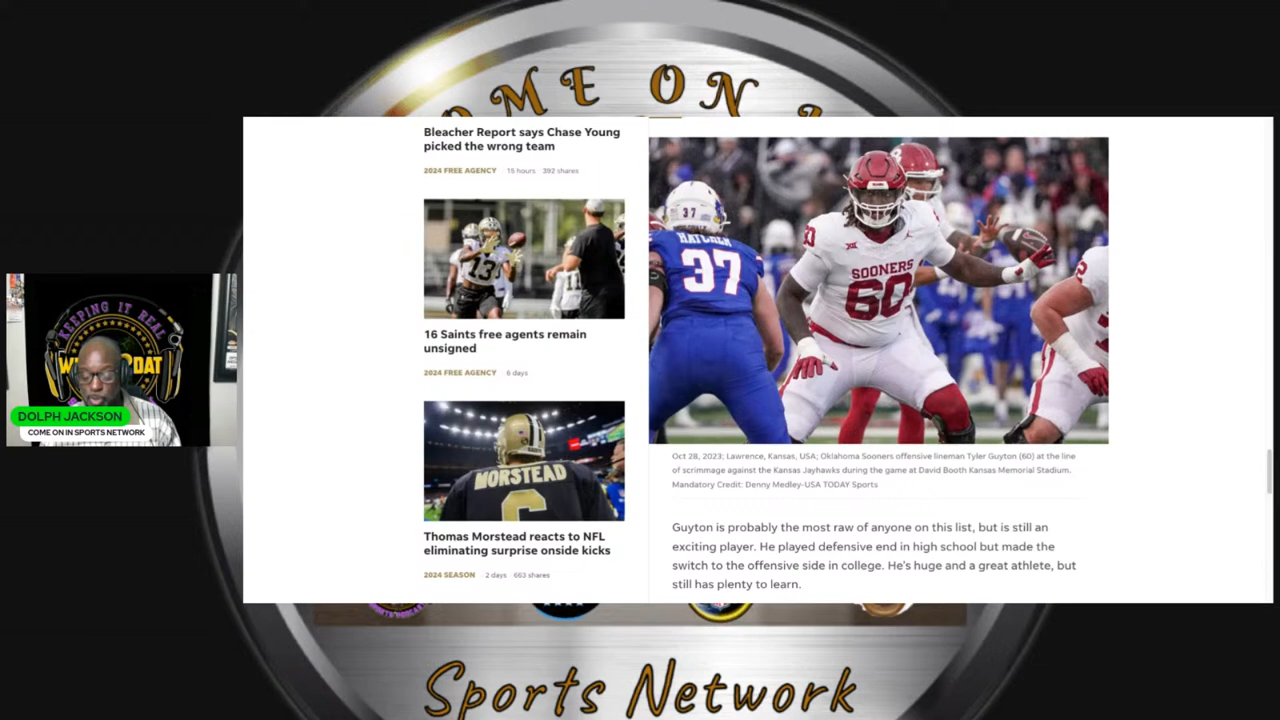 OME ON
Bleacher Report says Chase Young
picked the wrong team
2024 FREE AGENCY 15 hours 392 shares
13
11
16 Saints free agents remain
unsigned
2024 FREE AGENCY 6 days
MORSTEAD
6
Thomas Morstead reacts to NFL
eliminating surprise onside kicks
2024 SEASON 2 days 663 shares
37
HATCHER
37
SOONERS
60
60
Oct 28, 2023; Lawrence, Kansas, USA; Oklahoma Sooners offensive lineman Tyler Guyton (60) at the line
of scrimmage against the Kansas Jayhawks during the game at David Booth Kansas Memorial Stadium.
Mandatory Credit: Denny Medley-USA TODAY Sports
Guyton is probably the most raw of anyone on this list, but is still an
exciting player. He played defensive end in high school but made the
switch to the offensive side in college. He's huge and a great athlete, but
still has plenty to learn.
KEEPING IT REAL
DAT
DOLPH JACKSON
COME ON IN SPORTS NETWORK
Sports Network